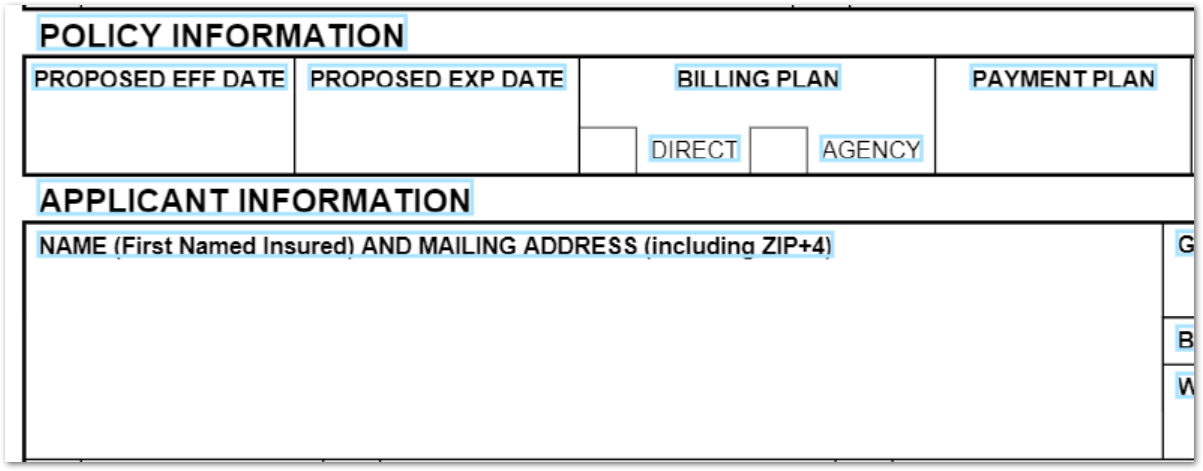 POLICY INFORMATION
PROPOSED EFF DATE PROPOSED EXP DATE BILLING PLAN PAYMENT PLAN
DIRECT AGENCY
APPLICANT INFORMATION
NAME (First Named Insured) AND MAILING ADDRESS (including ZIP+4) G
B
W